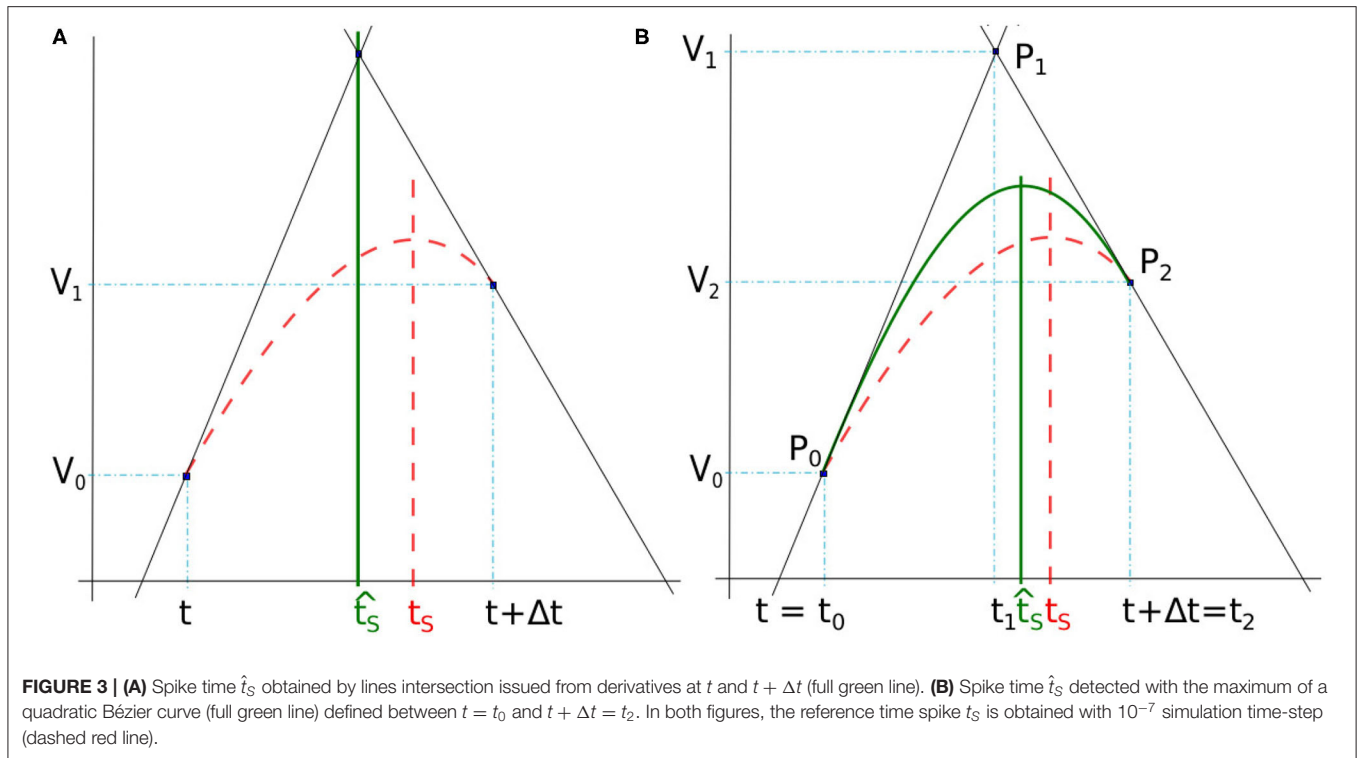 A
V₁
V₀
t
t̂S
tS
t+Δt
B
V₁
P₁
V₂
P₂
P₀
V₀
t = t₀
t₁
t̂S
tS
t+Δt=t₂
FIGURE 3 | (A) Spike time t̂S obtained by lines intersection issued from derivatives at t and t + Δt (full green line). (B) Spike time t̂S detected with the maximum of a
quadratic Bézier curve (full green line) defined between t = t₀ and t + Δt = t₂. In both figures, the reference time spike tS is obtained with 10⁻⁷ simulation time-step
(dashed red line).